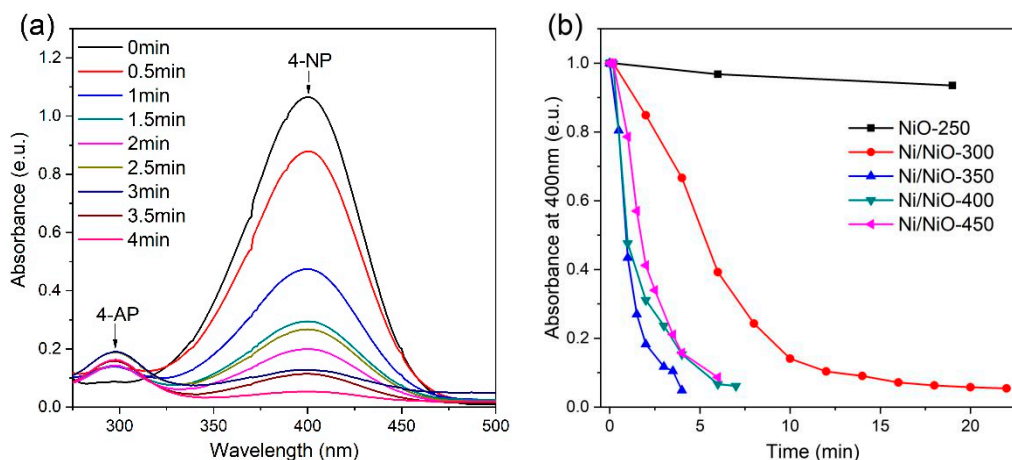 (a)
1.2
1.0
0.8
0.6
0.4
0.2
0.0
Absorbance (e.u.)
0min
0.5min
1min
1.5min
2min
2.5min
3min
3.5min
4min
4-NP
4-AP
300
350
400
450
500
Wavelength (nm)
(b)
1.0
0.8
0.6
0.4
0.2
0.0
Absorbance at 400nm (e.u.)
NiO-250
Ni/NiO-300
Ni/NiO-350
Ni/NiO-400
Ni/NiO-450
0
5
10
15
20
Time (min)